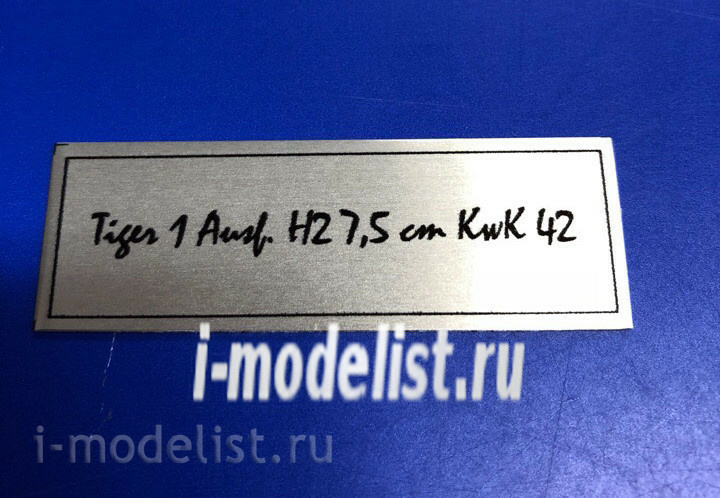 Tiger 1 Ausf. H2 7,5 cm KwK 42
i-modelist.ru
i-modelist.ru